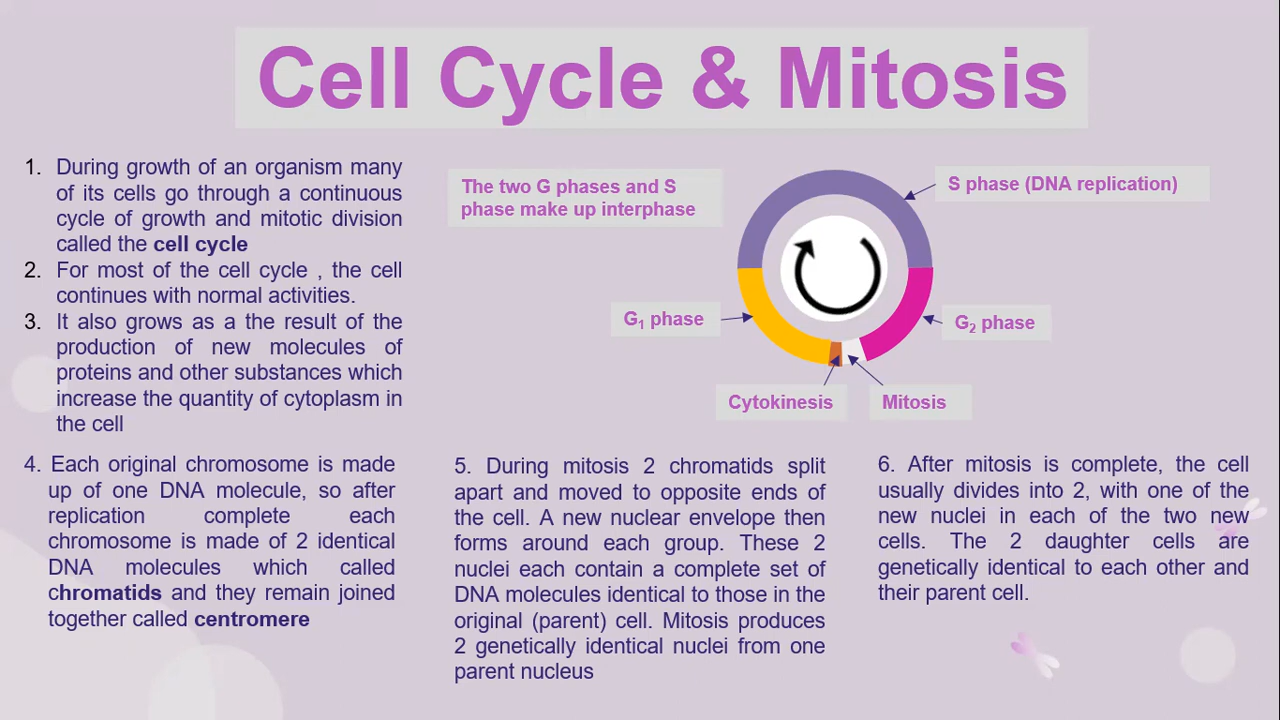 Cell Cycle & Mitosis
1. During growth of an organism many
of its cells go through a continuous
cycle of growth and mitotic division
called the cell cycle
2. For most of the cell cycle , the cell
continues with normal activities.
3. It also grows as a the result of the
production of new molecules of
proteins and other substances which
increase the quantity of cytoplasm in
the cell
The two G phases and S
phase make up interphase
S phase (DNA replication)
G₁ phase
G₂ phase
Cytokinesis
Mitosis
4. Each original chromosome is made
up of one DNA molecule, so after
replication complete each
chromosome is made of 2 identical
DNA molecules which called
chromatids and they remain joined
together called centromere
5. During mitosis 2 chromatids split
apart and moved to opposite ends of
the cell. A new nuclear envelope then
forms around each group. These 2
nuclei each contain a complete set of
DNA molecules identical to those in the
original (parent) cell. Mitosis produces
2 genetically identical nuclei from one
parent nucleus
6. After mitosis is complete, the cell
usually divides into 2, with one of the
new nuclei in each of the two new
cells. The 2 daughter cells are
genetically identical to each other and
their parent cell.